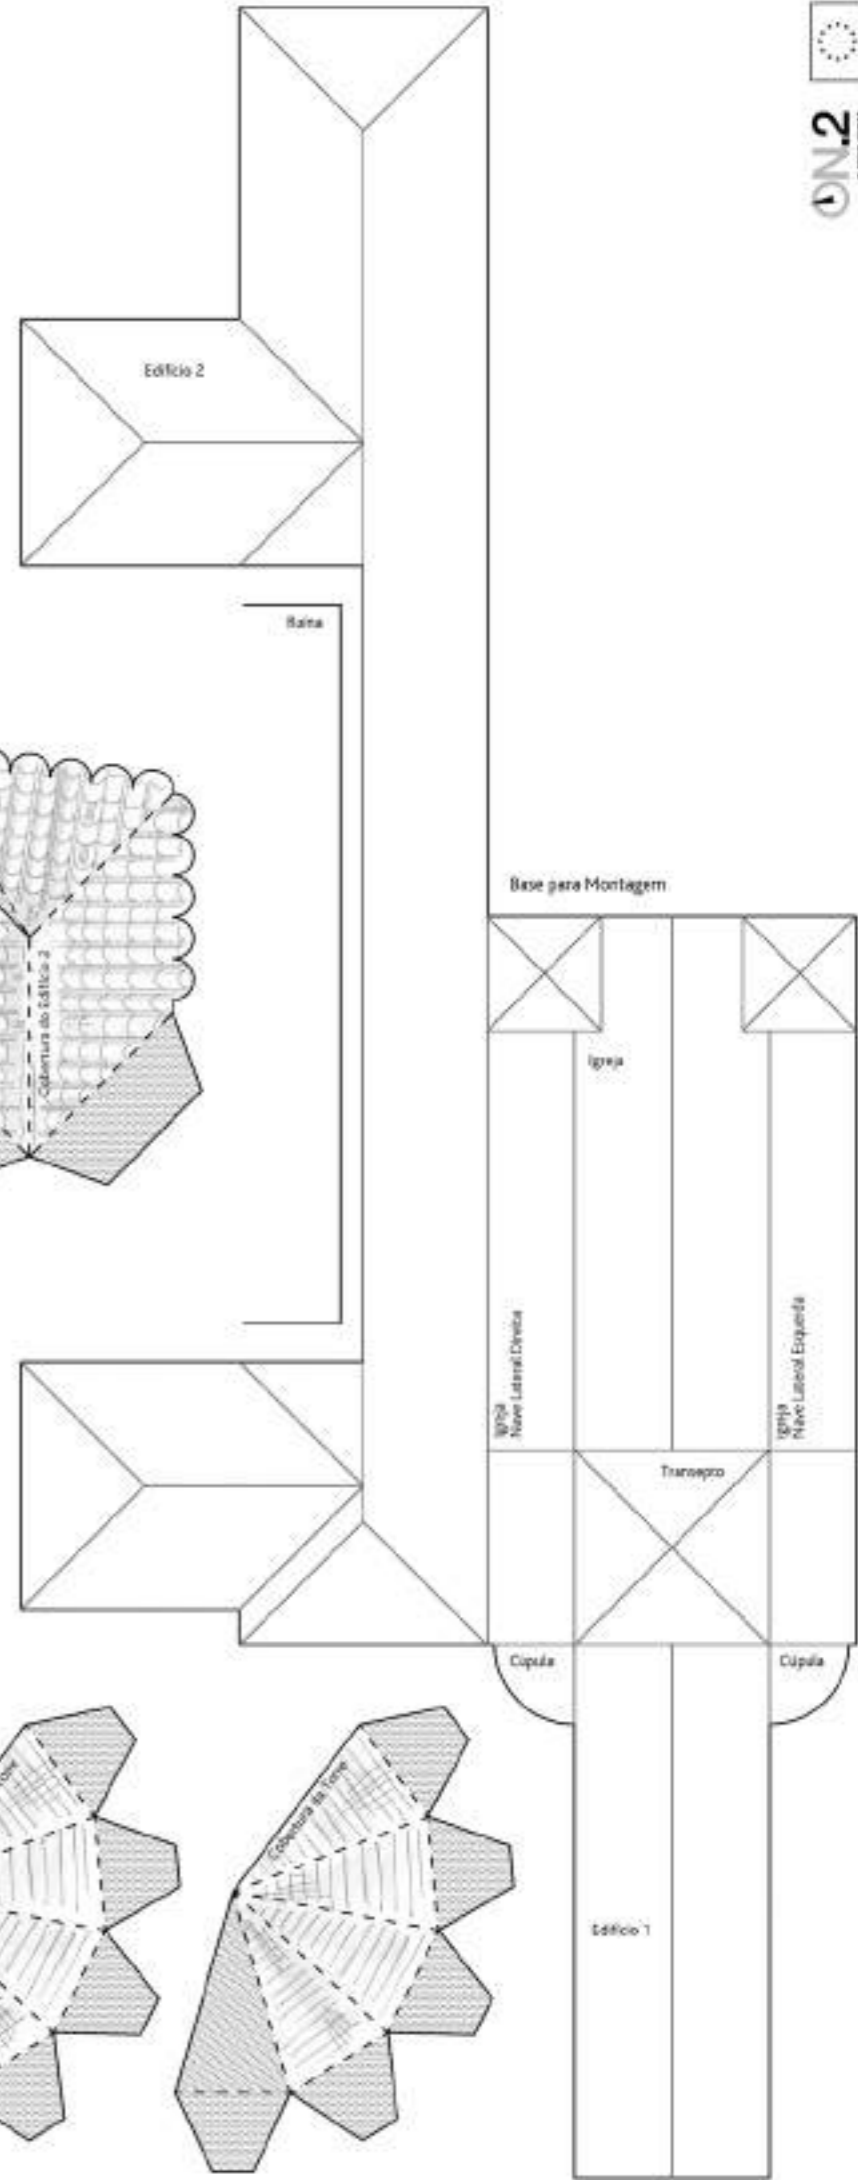 ON.2
Edifício 2
Ruína
Base para Montagem
Cobertura do Edifício 2
Igreja
Igreja
Nave Lateral Direita
Igreja
Nave Lateral Esquerda
Transepto
Cúpula
Cúpula
Cobertura da Torre
Edifício 1